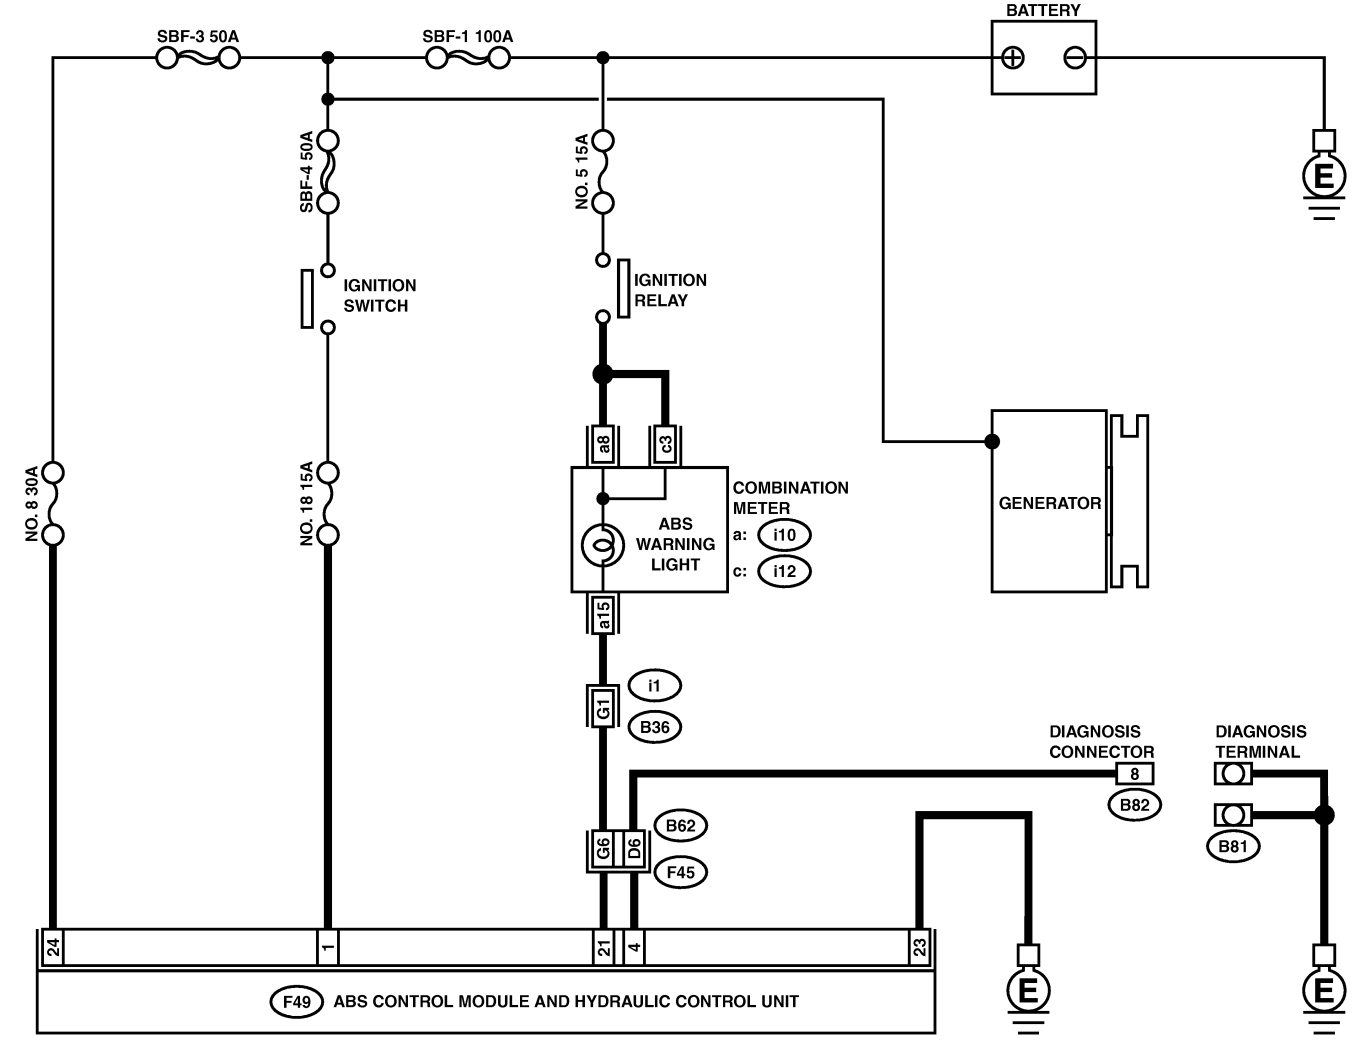 BATTERY
SBF-3 50A
SBF-1 100A
SBF-4 50A
NO. 5 15A
E
IGNITION
SWITCH
IGNITION
RELAY
a8
c3
NO. 8 30A
NO. 18 15A
COMBINATION
METER
a: i10
c: i12
ABS
WARNING
LIGHT
GENERATOR
a15
i1
G1
B36
DIAGNOSIS
CONNECTOR
8
B82
DIAGNOSIS
TERMINAL
B81
B62
G6
D6
F45
24
1
21
4
23
E
E
F49 ABS CONTROL MODULE AND HYDRAULIC CONTROL UNIT